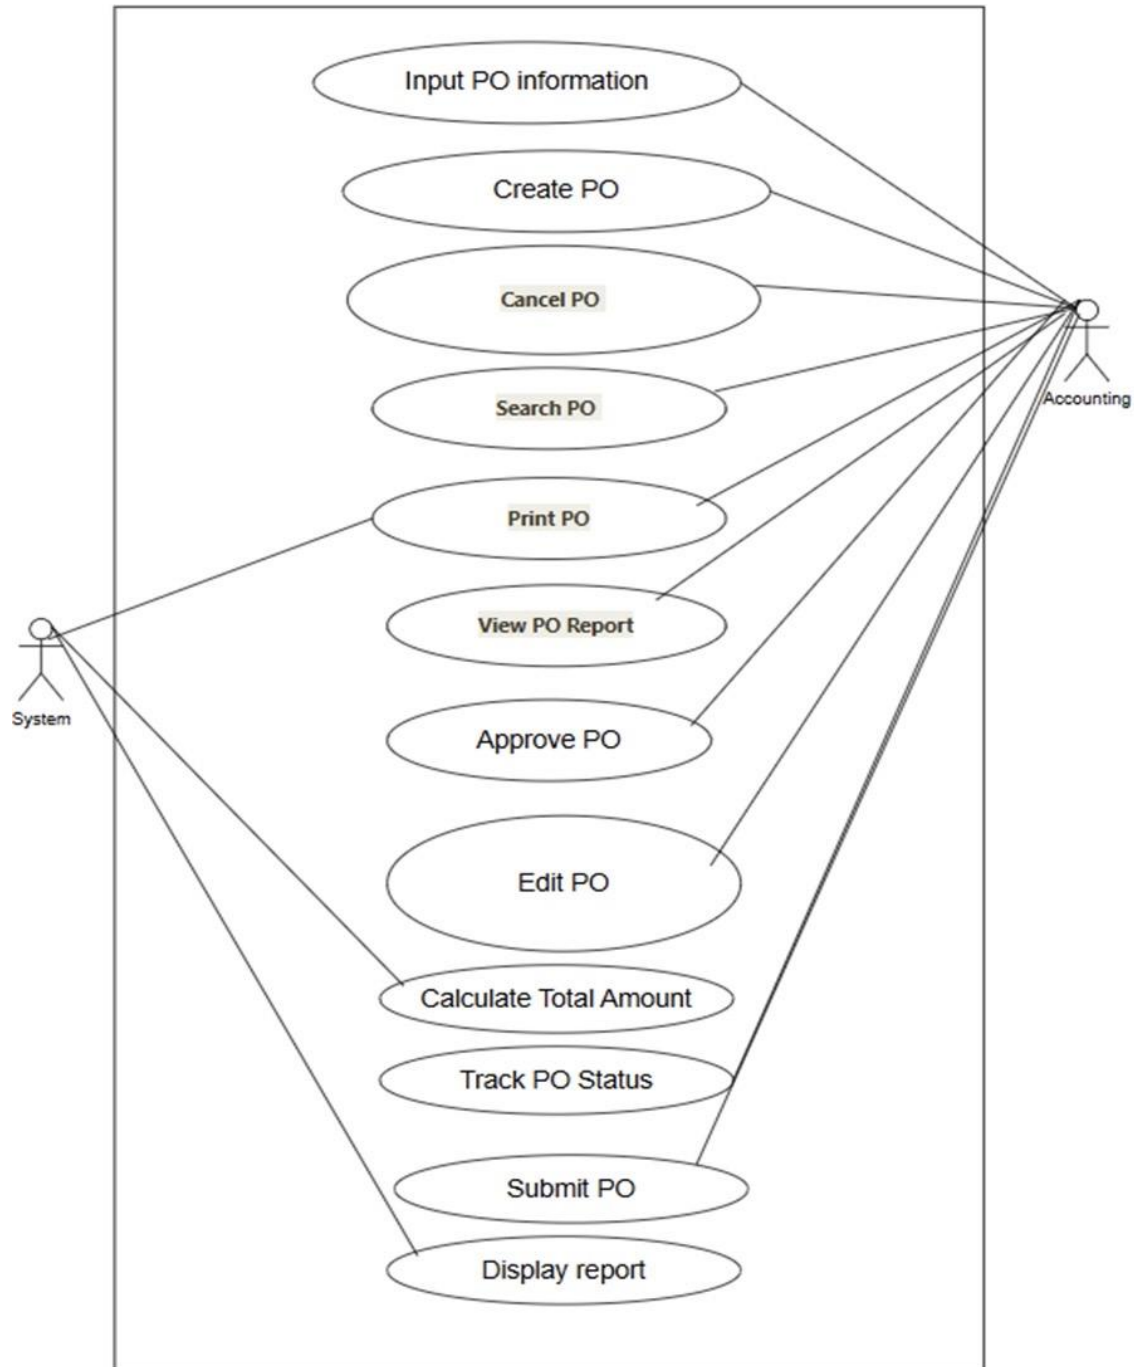 Input PO information
Create PO
Cancel PO
Accounting
Search PO
Print PO
View PO Report
System
Approve PO
Edit PO
Calculate Total Amount
Track PO Status
Submit PO
Display report